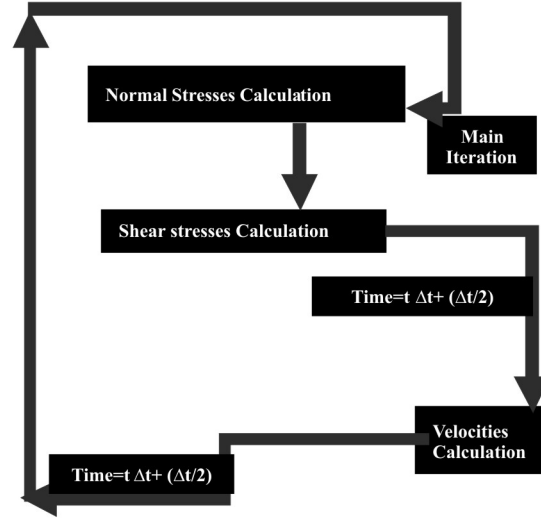 Normal Stresses Calculation
Main
Iteration
Shear stresses Calculation
Time=t Δt+ (Δt/2)
Velocities
Calculation
Time=t Δt+ (Δt/2)